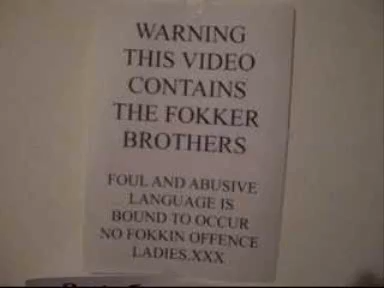 WARNING
THIS VIDEO
CONTAINS
THE FOKKER
BROTHERS
FOUL AND ABUSIVE
LANGUAGE IS
BOUND TO OCCUR
NO FOKKIN OFFENCE
LADIES.XXX